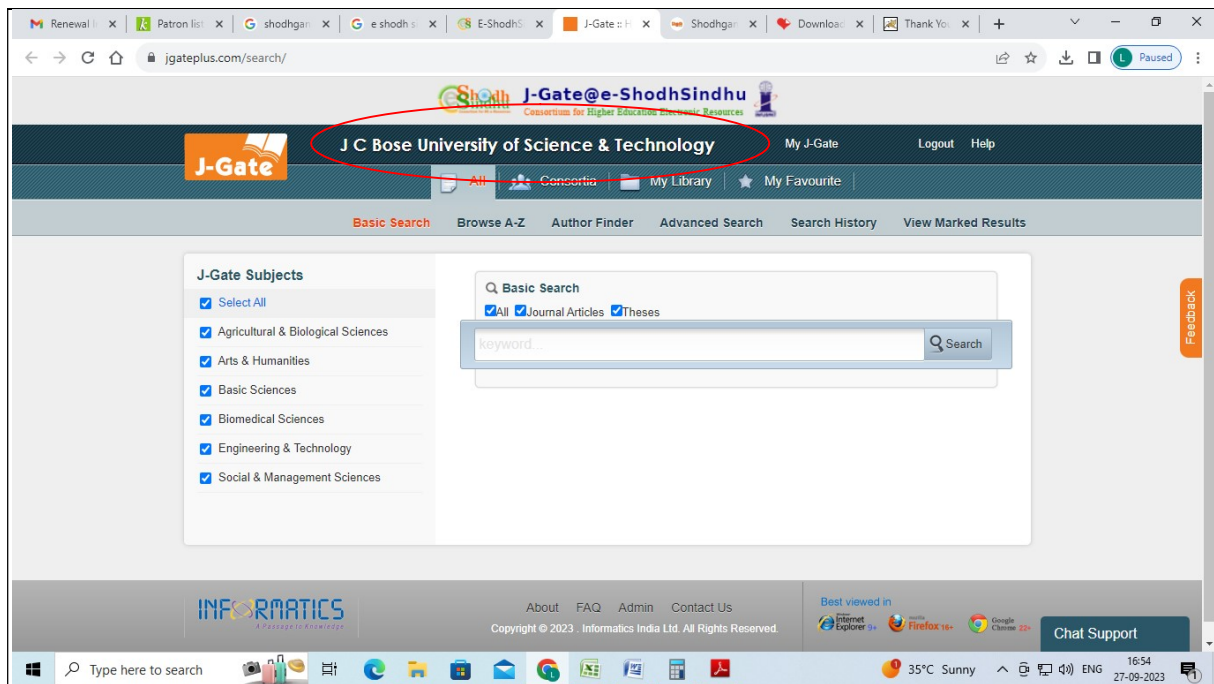 Renewal I Patron list G shodhgan G e shodh s E-ShodhS J-Gate :: H Shodhgan Download Thank You
jgateplus.com/search/ L Paused
eShodh J-Gate@e-ShodhSindhu
Consortium for Higher Education Electronic Resources
J-Gate J C Bose University of Science & Technology My J-Gate Logout Help
All Consortia My Library My Favourite
Basic Search Browse A-Z Author Finder Advanced Search Search History View Marked Results
J-Gate Subjects
Select All
Agricultural & Biological Sciences
Arts & Humanities
Basic Sciences
Biomedical Sciences
Engineering & Technology
Social & Management Sciences
Basic Search
All Journal Articles Theses
keyword... Search
Feedback
INFORMATICS
A Passage to Knowledge
About FAQ Admin Contact Us
Copyright © 2023 . Informatics India Ltd. All Rights Reserved.
Best viewed in
Windows Internet Explorer 9+ mozilla Firefox 16+ Google Chrome 22+
Chat Support
Type here to search 35°C Sunny ENG 16:54
27-09-2023